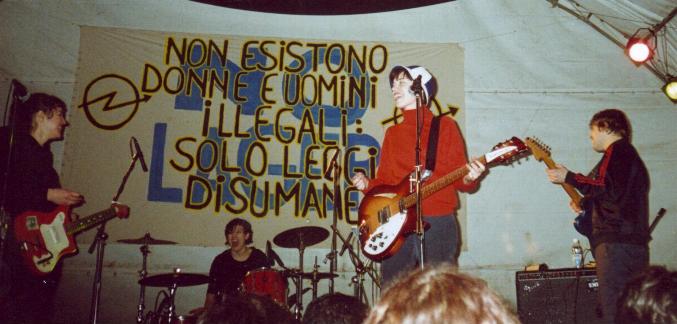 NON ESISTONO
DONNE E UOMINI
ILLEGALI:
SOLO LEGGI
DISUMANE